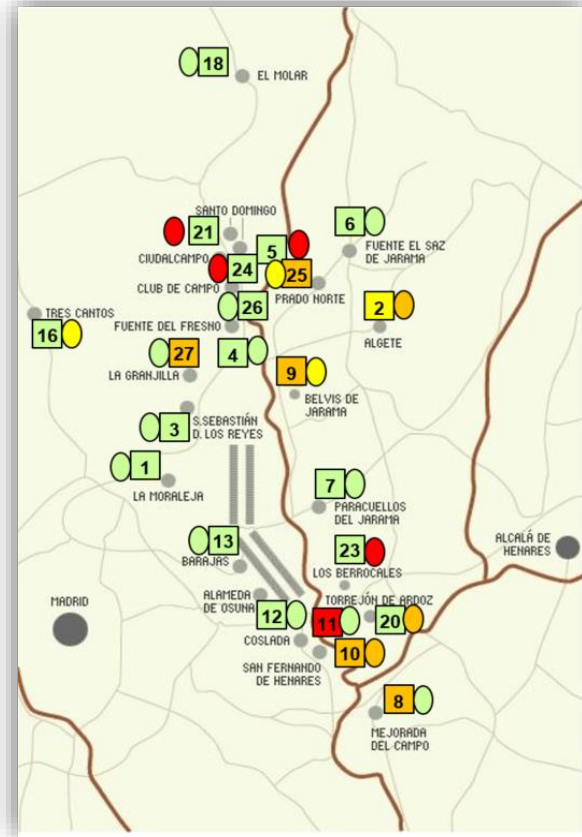 18
EL MOLAR
SANTO DOMINGO
21
6
5
CIUDALCAMPO
FUENTE EL SAZ
DE JARAMA
24
25
CLUB DE CAMPO
PRADO NORTE
26
2
TRES CANTOS
16
FUENTE DEL FRESNO
ALGETE
27
4
LA GRANJILLA
9
BELVIS DE
JARAMA
3
S.SEBASTIÁN
D. LOS REYES
1
LA MORALEJA
7
PARACUELLOS
DEL JARAMA
13
BARAJAS
23
ALCALÁ DE
HENARES
LOS BERROCALES
ALAMEDA
DE OSUNA
MADRID
TORREJÓN DE ARDOZ
12
11
20
COSLADA
10
SAN FERNANDO
DE HENARES
8
MEJORADA
DEL CAMPO